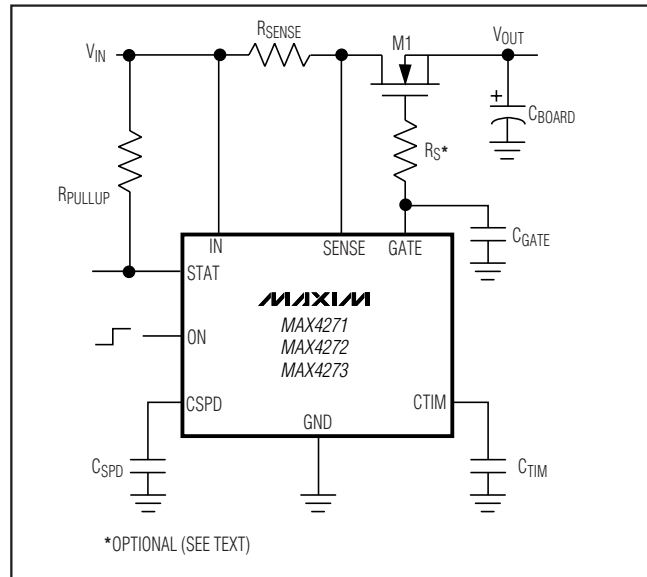 RSENSE
M1
VIN
VOUT
+
CBOARD
RS*
RPULLUP
CGATE
IN
SENSE
GATE
STAT
MAXIM
MAX4271
MAX4272
MAX4273
ON
CSPD
CTIM
GND
CSPD
CTIM
*OPTIONAL (SEE TEXT)